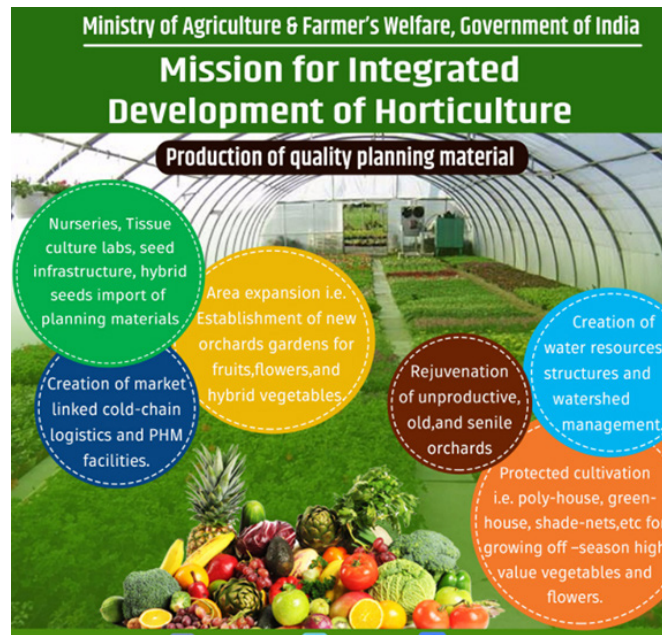 Ministry of Agriculture & Farmer's Welfare, Government of India
Mission for Integrated
Development of Horticulture
Production of quality planning material
Nurseries, Tissue
culture labs, seed
infrastructure, hybrid
seeds import of
planning materials
Area expansion i.e.
Establishment of new
orchards gardens for
fruits,flowers,and
hybrid vegetables.
Creation of market
linked cold-chain
logistics and PHM
facilities.
Rejuvenation
of unproductive,
old,and senile
orchards
Creation of
water resources
structures and
watershed
management.
Protected cultivation
i.e. poly-house, green-
house, shade-nets,etc for
growing off –season high
value vegetables and
flowers.